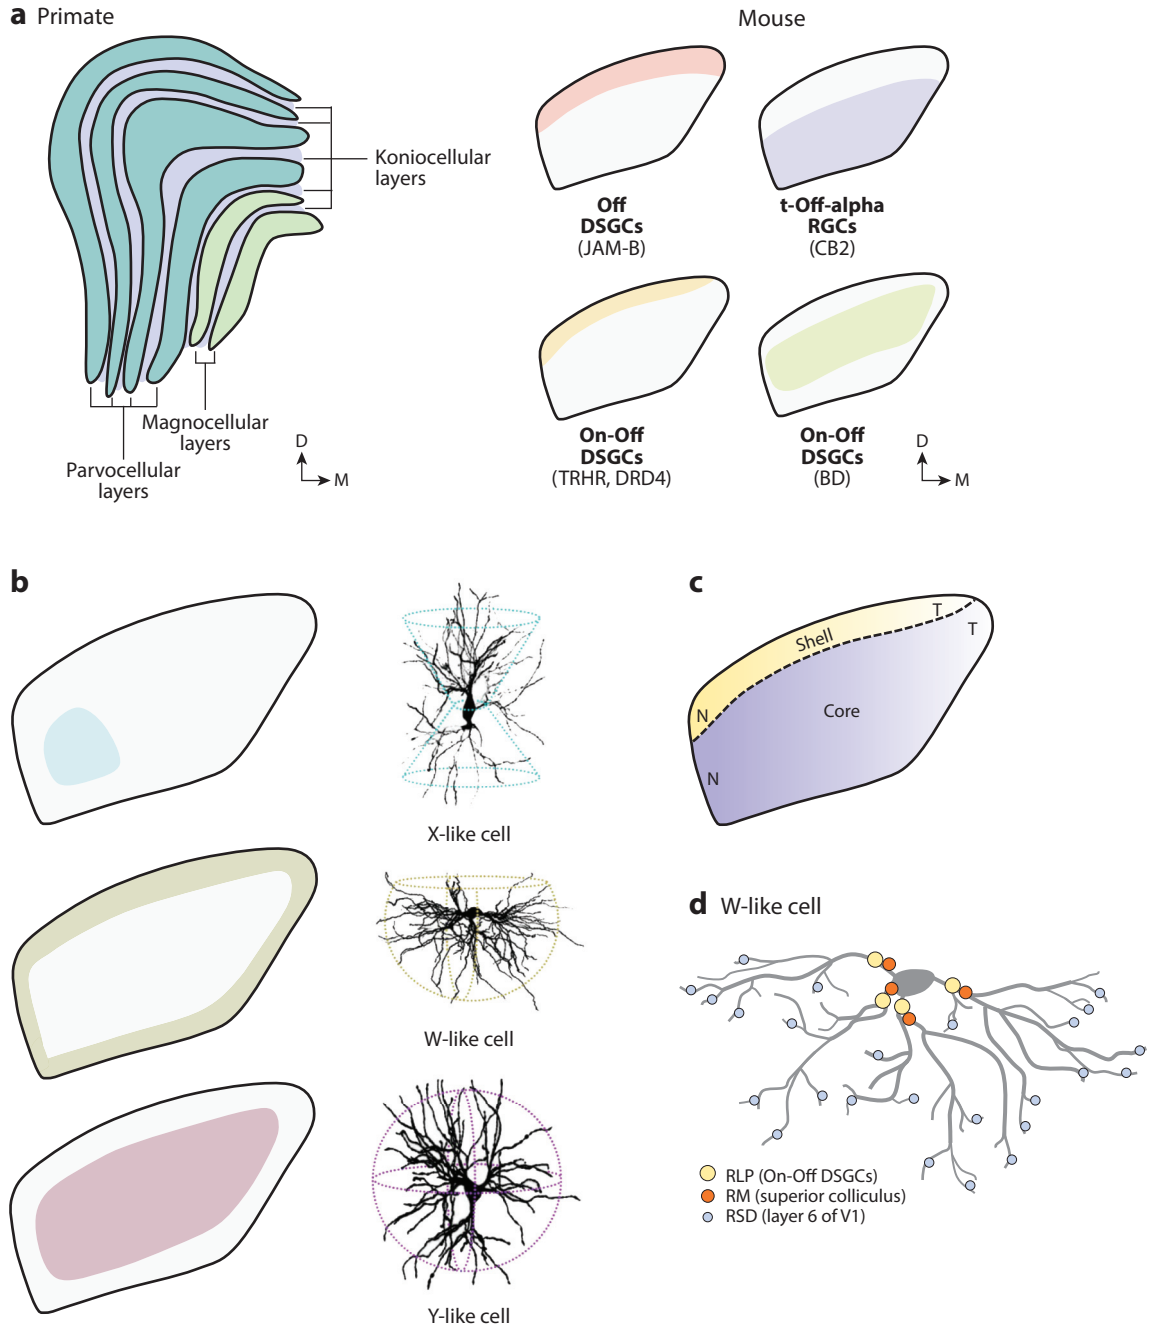 a Primate
Mouse
Koniocellular
layers
Magnocellular
layers
Parvocellular
layers
D
M
Off
DSGCs
(JAM-B)
t-Off-alpha
RGCs
(CB2)
On-Off
DSGCs
(TRHR, DRD4)
On-Off
DSGCs
(BD)
D
M
b
X-like cell
W-like cell
Y-like cell
c
Shell
T
T
N
Core
N
d W-like cell
RLP (On-Off DSGCs)
RM (superior colliculus)
RSD (layer 6 of V1)